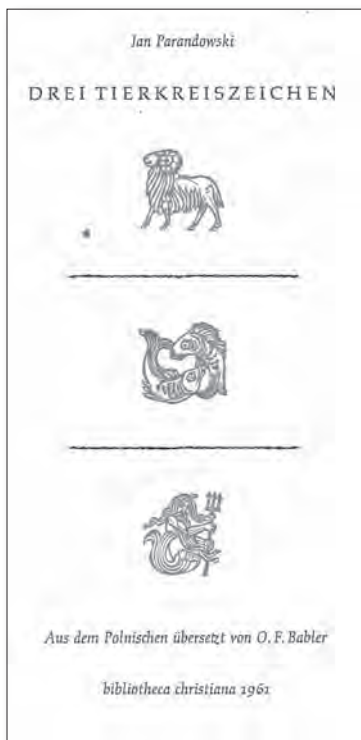 Jan Parandowski
DREI TIERKREISZEICHEN
Aus dem Polnischen übersetzt von O. F. Babler
bibliotheca christiana 1961